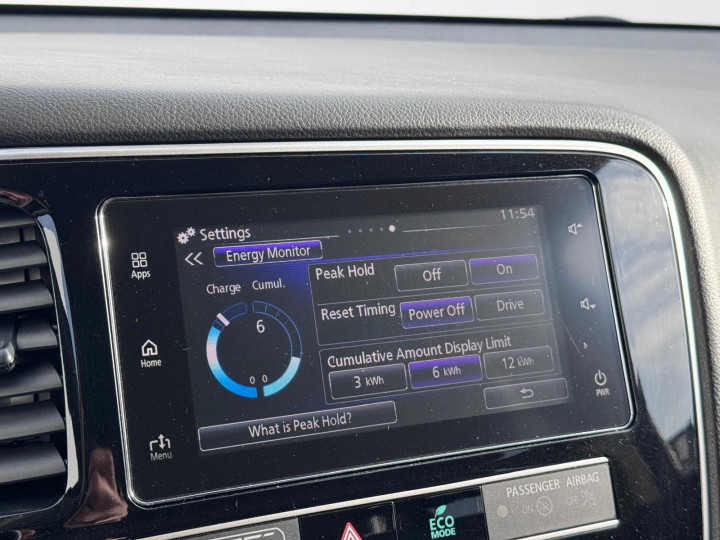 11:54
Settings
Energy Monitor
Apps
Charge Cumul.
Peak Hold Off On
6
Reset Timing Power Off Drive
Home
0 0
Cumulative Amount Display Limit
3 kWh 6 kWh 12 kWh
PWR
What is Peak Hold?
Menu
PASSENGER AIRBAG
ON OFF
ECO
MODE